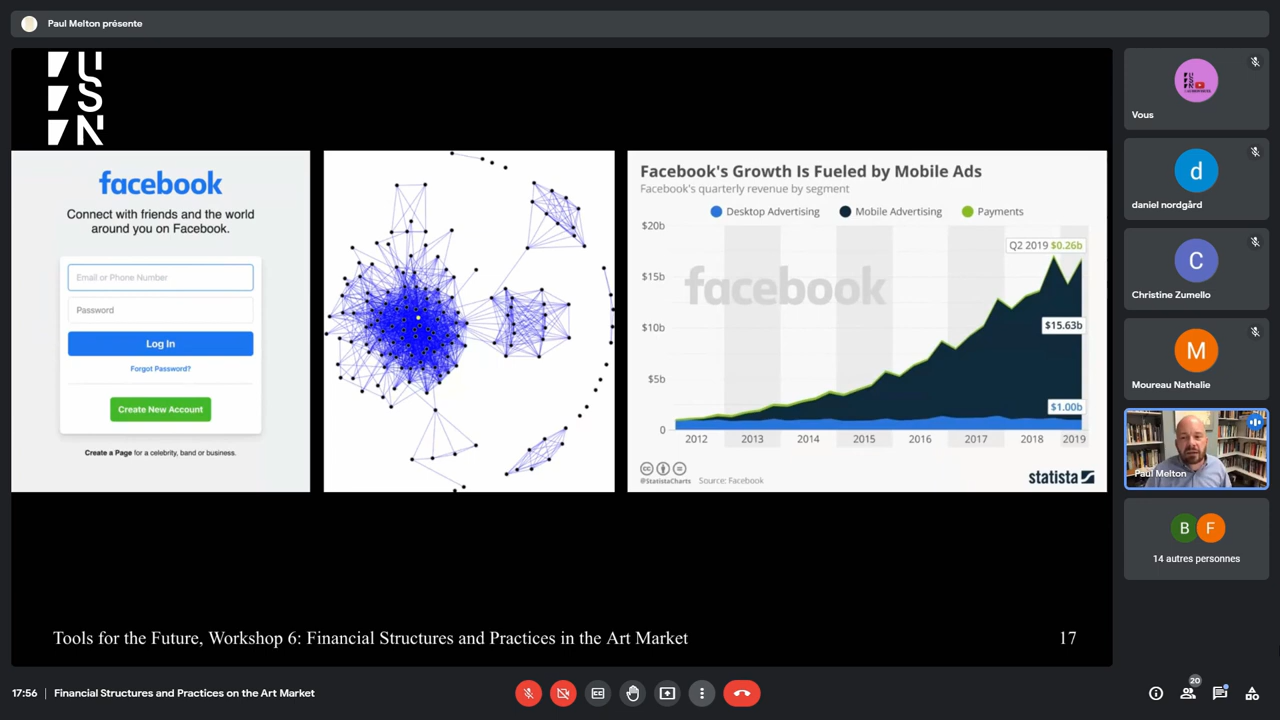 Paul Melton présente
USN
facebook
Connect with friends and the world
around you on Facebook.
Email or Phone Number
Password
Log In
Forgot Password?
Create New Account
Create a Page for a celebrity, band or business.
Facebook's Growth Is Fueled by Mobile Ads
Facebook's quarterly revenue by segment
Desktop Advertising
Mobile Advertising
Payments
$20b
$15b
$10b
$5b
0
facebook
Q2 2019 $0.26b
$15.63b
$1.00b
2012 2013 2014 2015 2016 2017 2018 2019
@StatistaCharts Source: Facebook
statista
Tools for the Future, Workshop 6: Financial Structures and Practices in the Art Market
17
Vous
d
daniel nordgård
C
Christine Zumello
M
Moureau Nathalie
Paul Melton
B F
14 autres personnes
17:56 | Financial Structures and Practices on the Art Market
20